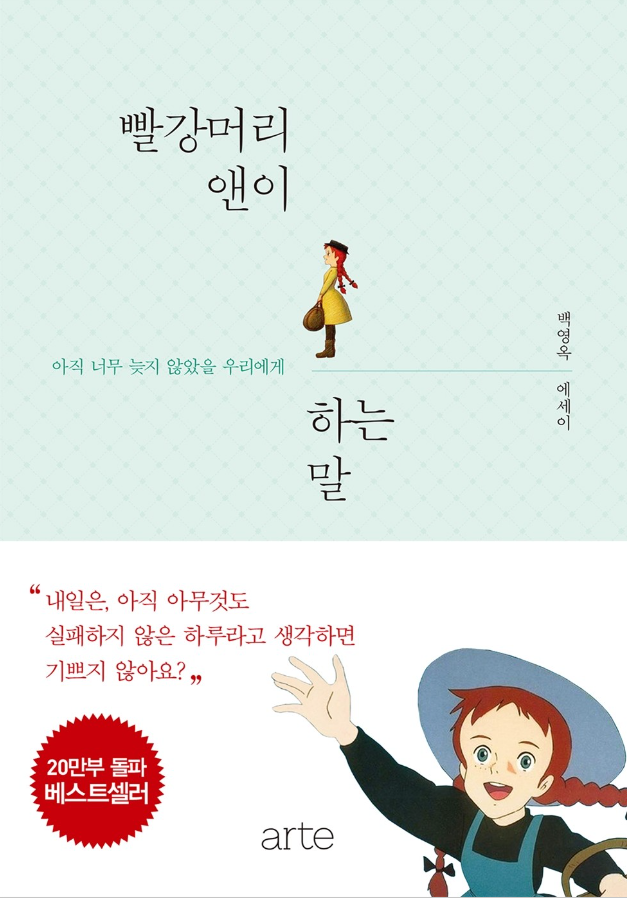 빨강머리
앤이
아직 너무 늦지 않았을 우리에게
하는
말
백영옥 에세이
“내일은, 아직 아무것도
실패하지 않은 하루라고 생각하면
기쁘지 않아요?”
20만부 돌파
베스트셀러
arte